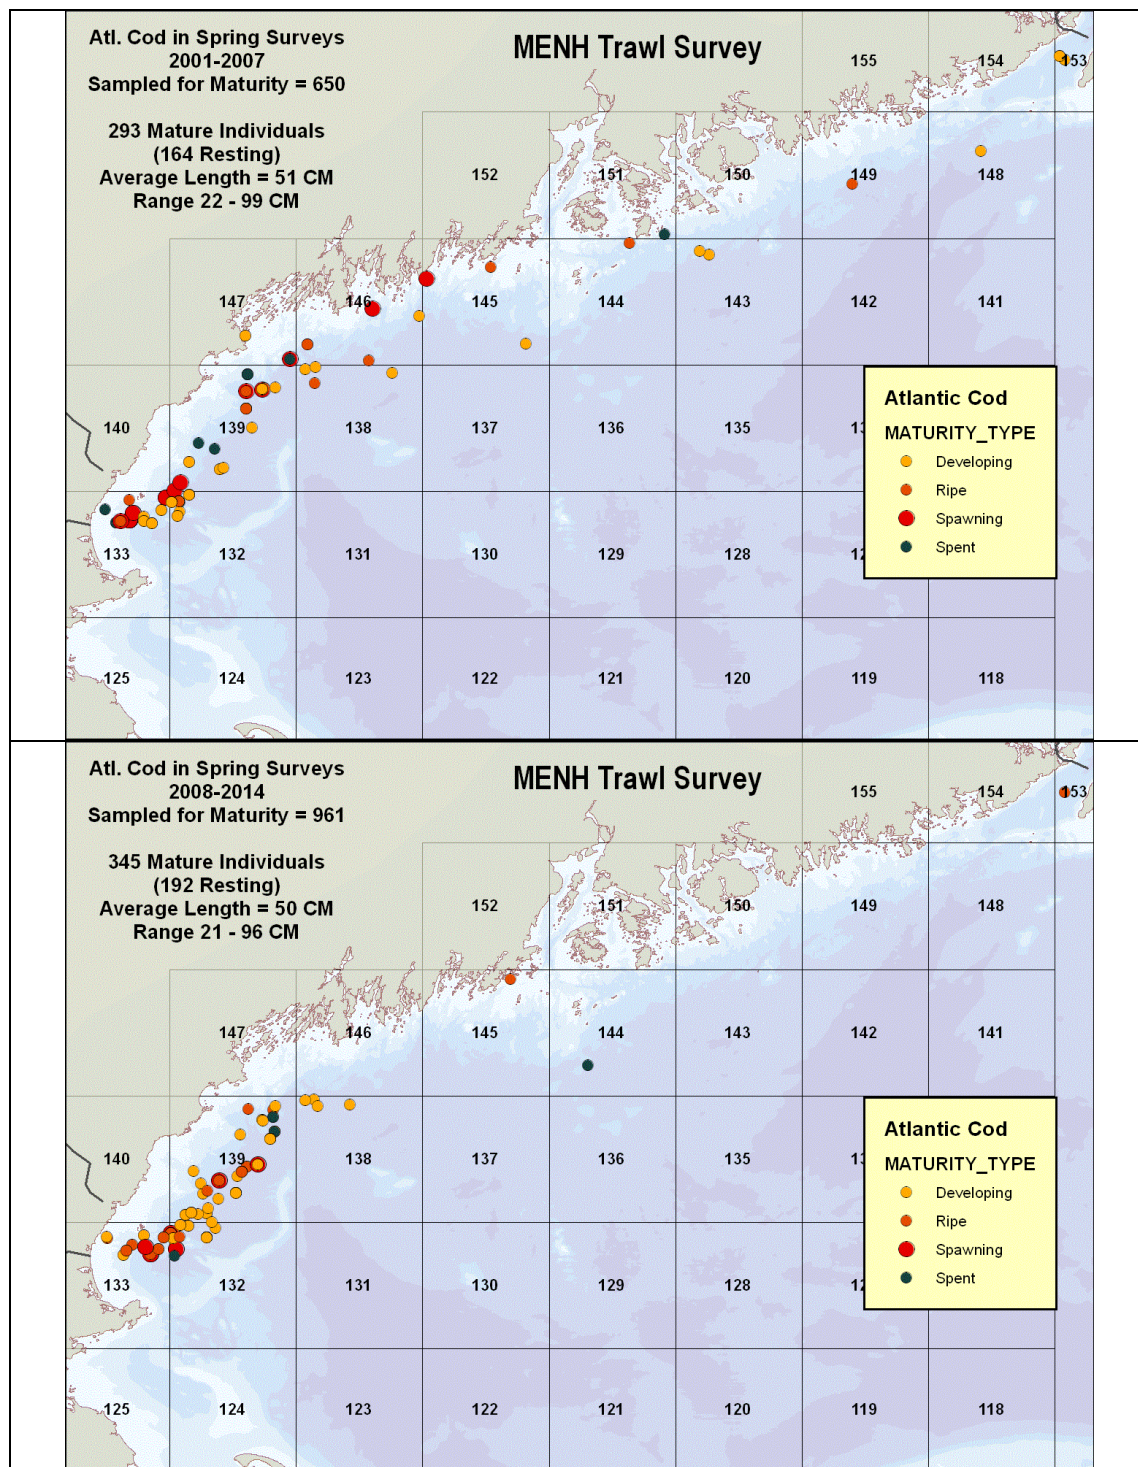 Atl. Cod in Spring Surveys
2001-2007
Sampled for Maturity = 650
293 Mature Individuals
(164 Resting)
Average Length = 51 CM
Range 22 - 99 CM
MENH Trawl Survey
155
154
153
152
151
150
149
148
147
146
145
144
143
142
141
140
139
138
137
136
135
133
132
131
130
129
128
125
124
123
122
121
120
119
118
Atlantic Cod
MATURITY_TYPE
Developing
Ripe
Spawning
Spent
Atl. Cod in Spring Surveys
2008-2014
Sampled for Maturity = 961
345 Mature Individuals
(192 Resting)
Average Length = 50 CM
Range 21 - 96 CM
MENH Trawl Survey
155
154
153
152
151
150
149
148
147
146
145
144
143
142
141
140
139
138
137
136
135
133
132
131
130
129
128
125
124
123
122
121
120
119
118
Atlantic Cod
MATURITY_TYPE
Developing
Ripe
Spawning
Spent